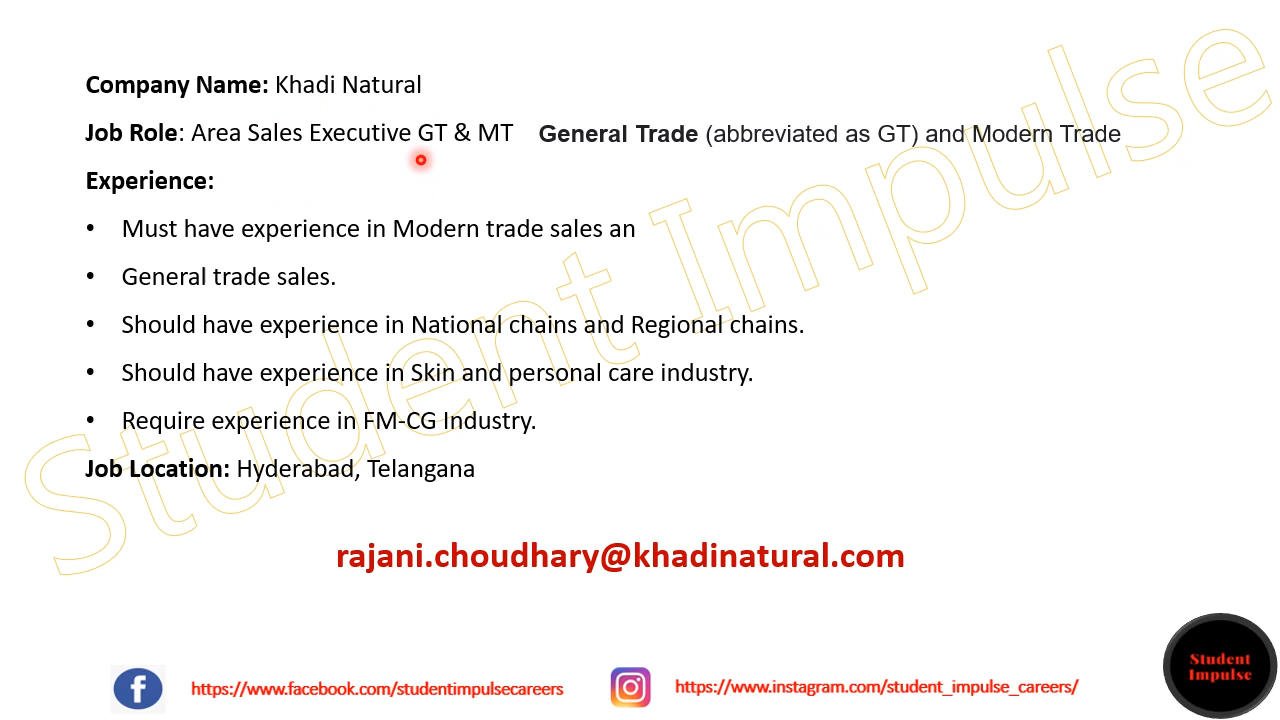 Company Name: Khadi Natural
Job Role: Area Sales Executive GT & MT General Trade (abbreviated as GT) and Modern Trade
Experience:
• Must have experience in Modern trade sales an
• General trade sales.
• Should have experience in National chains and Regional chains.
• Should have experience in Skin and personal care industry.
• Require experience in FM-CG Industry.
Job Location: Hyderabad, Telangana
Student Impulse
rajani.choudhary@khadinatural.com
https://www.facebook.com/studentimpulsecareers
https://www.instagram.com/student_impulse_careers/
Student
Impulse